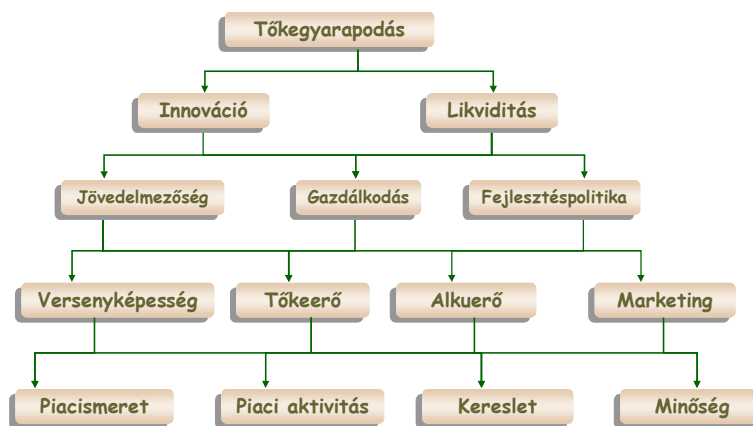 Tőkegyarapodás
Innováció
Likviditás
Jövedelmezőség
Gazdálkodás
Fejlesztéspolitika
Versenyképesség
Tőkeerő
Alkuerő
Marketing
Piacismeret
Piaci aktivitás
Kereslet
Minőség